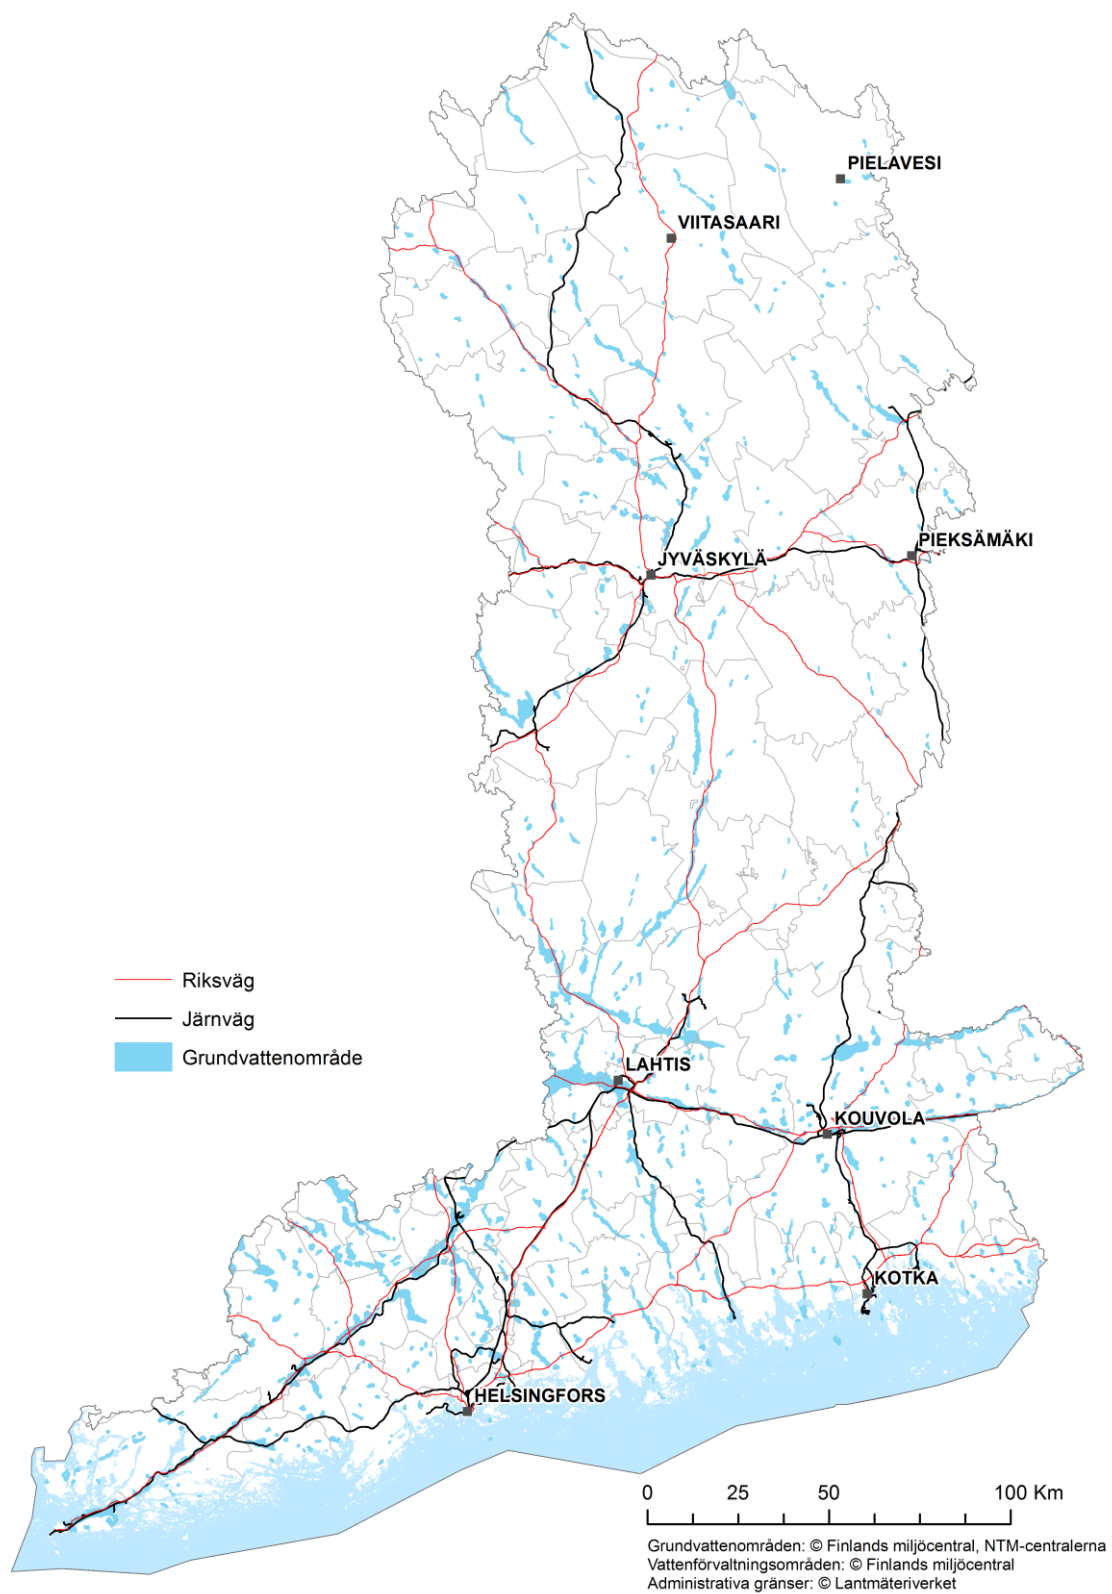 PIELAVESI
VIITASAARI
PIEKSÄMÄKI
JYVÄSKYLÄ
Riksväg
Järnväg
Grundvattenområde
LAHTIS
KOUVOLA
KOTKA
HELSINGFORS
0 25 50 100 Km
Grundvattenområden: © Finlands miljöcentral, NTM-centralerna
Vattenförvaltningsområden: © Finlands miljöcentral
Administrativa gränser: © Lantmäteriverket